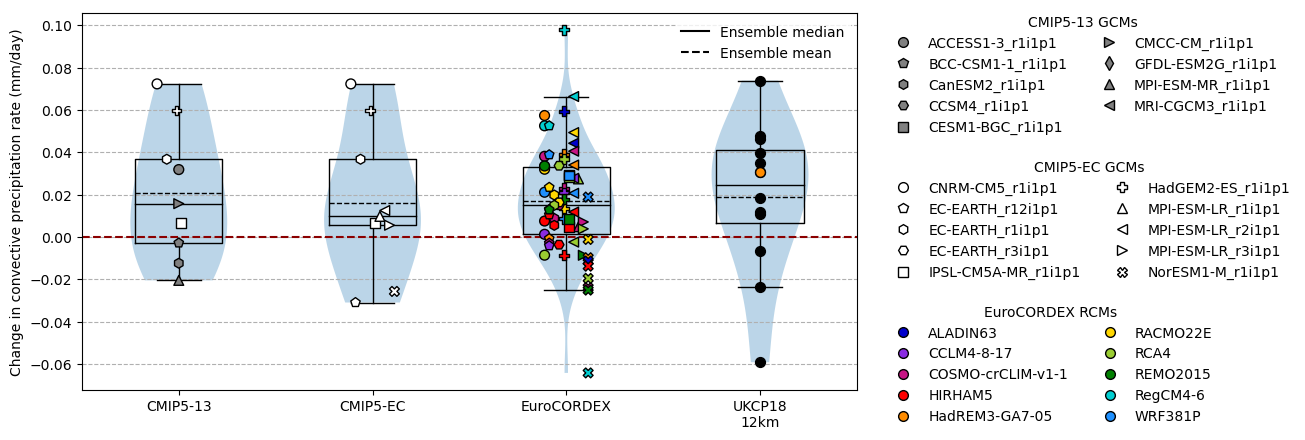 Change in convective precipitation rate (mm/day)
0.10
0.08
0.06
0.04
0.02
0.00
−0.02
−0.04
−0.06
CMIP5-13
CMIP5-EC
EuroCORDEX
UKCP18
12km
Ensemble median
Ensemble mean
CMIP5-13 GCMs
ACCESS1-3_r1i1p1
BCC-CSM1-1_r1i1p1
CanESM2_r1i1p1
CCSM4_r1i1p1
CESM1-BGC_r1i1p1
CMCC-CM_r1i1p1
GFDL-ESM2G_r1i1p1
MPI-ESM-MR_r1i1p1
MRI-CGCM3_r1i1p1
CMIP5-EC GCMs
CNRM-CM5_r1i1p1
EC-EARTH_r12i1p1
EC-EARTH_r1i1p1
EC-EARTH_r3i1p1
IPSL-CM5A-MR_r1i1p1
HadGEM2-ES_r1i1p1
MPI-ESM-LR_r1i1p1
MPI-ESM-LR_r2i1p1
MPI-ESM-LR_r3i1p1
NorESM1-M_r1i1p1
EuroCORDEX RCMs
ALADIN63
CCLM4-8-17
COSMO-crCLIM-v1-1
HIRHAM5
HadREM3-GA7-05
RACMO22E
RCA4
REMO2015
RegCM4-6
WRF381P